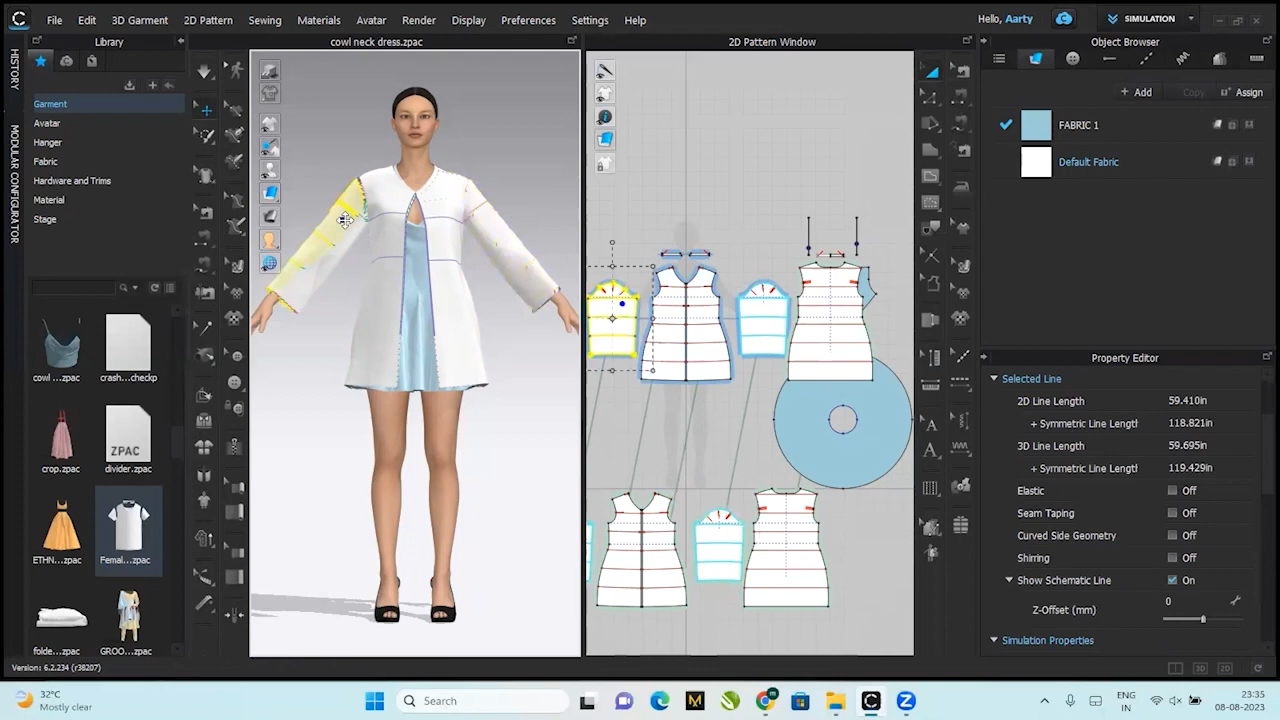 File Edit 3D Garment 2D Pattern Sewing Materials Avatar Render Display Preferences Settings Help
Hello, Aarty
SIMULATION
HISTORY
MODULAR CONFIGURATOR
Library
cowl neck dress.zpac
2D Pattern Window
Object Browser
Garment
Avatar
Hanger
Fabric
Hardware and Trims
Material
Stage
+ Add
Copy
Assign
FABRIC 1
Default Fabric
cowl ...zpac
crash...checkp
crop.zpac
ZPAC
divider.zpac
ETHN...zpac
Femal...zpac
folde...zpac
GROO...zpac
Property Editor
Selected Line
2D Line Length 59.410in
+ Symmetric Line Lengtl 118.821in
3D Line Length 59.695in
+ Symmetric Line Lengtl 119.429in
Elastic Off
Seam Taping Off
Curved Side Geometry Off
Shirring Off
Show Schematic Line On
Z-Offset (mm) 0
Simulation Properties
Version: 6.2.234 (r38207)
3D
2D
32°C
Mostly clear
Search
ENG
IN
23:35
08-08-2023